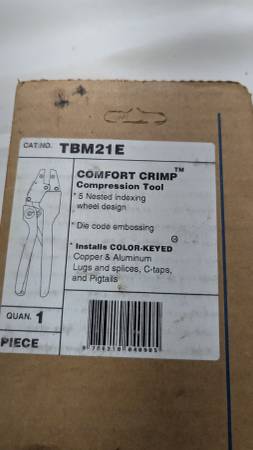 CAT.NO. TBM21E
COMFORT CRIMP™
Compression Tool
* 5 Nested indexing
wheel design
* Die code embossing
* Installs COLOR-KEYED
Copper & Aluminum
Lugs and splices, C-taps,
and Pigtails
QUAN. 1
PIECE